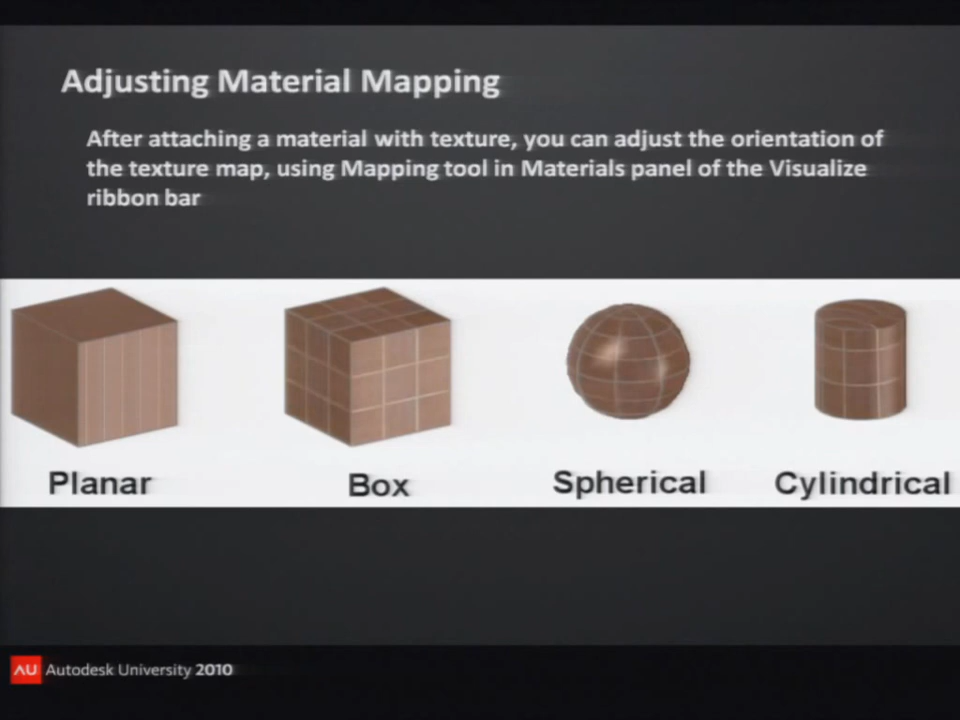 Adjusting Material Mapping
After attaching a material with texture, you can adjust the orientation of
the texture map, using Mapping tool in Materials panel of the Visualize
ribbon bar
Planar Box Spherical Cylindrical
AU Autodesk University 2010